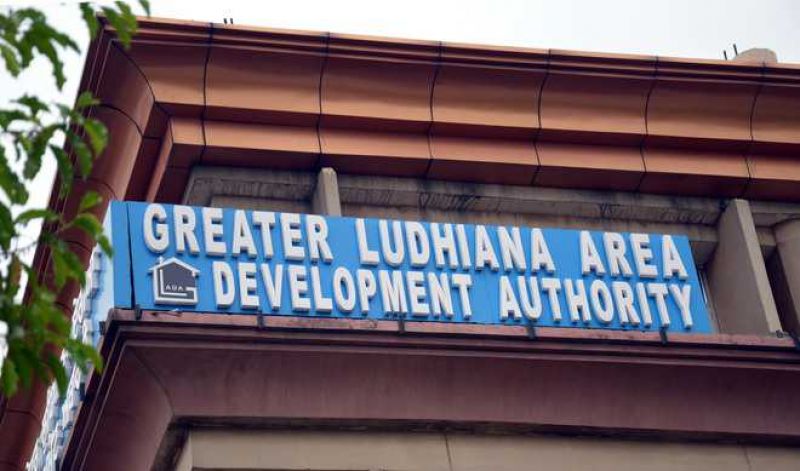 GREATER LUDHIANA AREA
DEVELOPMENT AUTHORITY